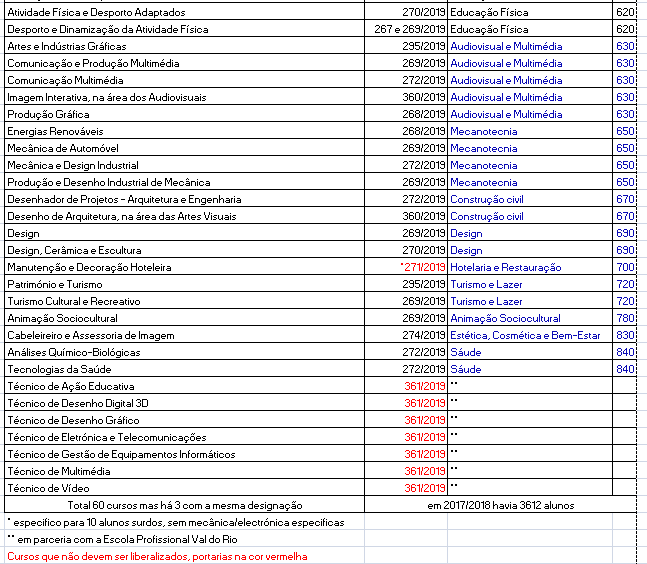 Atividade Física e Desporto Adaptados 270/2019 Educação Física 620
Desporto e Dinamização da Atividade Física 267 e 269/2019 Educação Física 620
Artes e Indústrias Gráficas 295/2019 Audiovisual e Multimédia 630
Comunicação e Produção Multimédia 269/2019 Audiovisual e Multimédia 630
Comunicação Multimédia 272/2019 Audiovisual e Multimédia 630
Imagem Interativa, na área dos Audiovisuais 360/2019 Audiovisual e Multimédia 630
Produção Gráfica 268/2019 Audiovisual e Multimédia 630
Energias Renováveis 268/2019 Mecanotecnia 650
Mecânica de Automóvel 269/2019 Mecanotecnia 650
Mecânica e Design Industrial 272/2019 Mecanotecnia 650
Produção e Desenho Industrial de Mecânica 269/2019 Mecanotecnia 650
Desenhador de Projetos - Arquitetura e Engenharia 272/2019 Construção civil 670
Desenho de Arquitetura, na área das Artes Visuais 360/2019 Construção civil 670
Design 269/2019 Design 690
Design, Cerâmica e Escultura 270/2019 Design 690
Manutenção e Decoração Hoteleira *271/2019 Hotelaria e Restauração 700
Património e Turismo 295/2019 Turismo e Lazer 720
Turismo Cultural e Recreativo 269/2019 Turismo e Lazer 720
Animação Sociocultural 269/2019 Animação Sociocultural 780
Cabeleireiro e Assessoria de Imagem 274/2019 Estética, Cosmética e Bem-Estar 830
Análises Químico-Biológicas 272/2019 Sáude 840
Tecnologias da Saúde 272/2019 Sáude 840
Técnico de Ação Educativa 361/2019 **
Técnico de Desenho Digital 3D 361/2019 **
Técnico de Desenho Gráfico 361/2019 **
Técnico de Eletrónica e Telecomunicações 361/2019 **
Técnico de Gestão de Equipamentos Informáticos 361/2019 **
Técnico de Multimédia 361/2019 **
Técnico de Vídeo 361/2019 **
Total 60 cursos mas há 3 com a mesma designação em 2017/2018 havia 3612 alunos
* especifico para 10 alunos surdos, sem mecânica/electrónica especificas
** em parceria com a Escola Profissional Val do Rio
Cursos que não devem ser liberalizados, portarias na cor vermelha